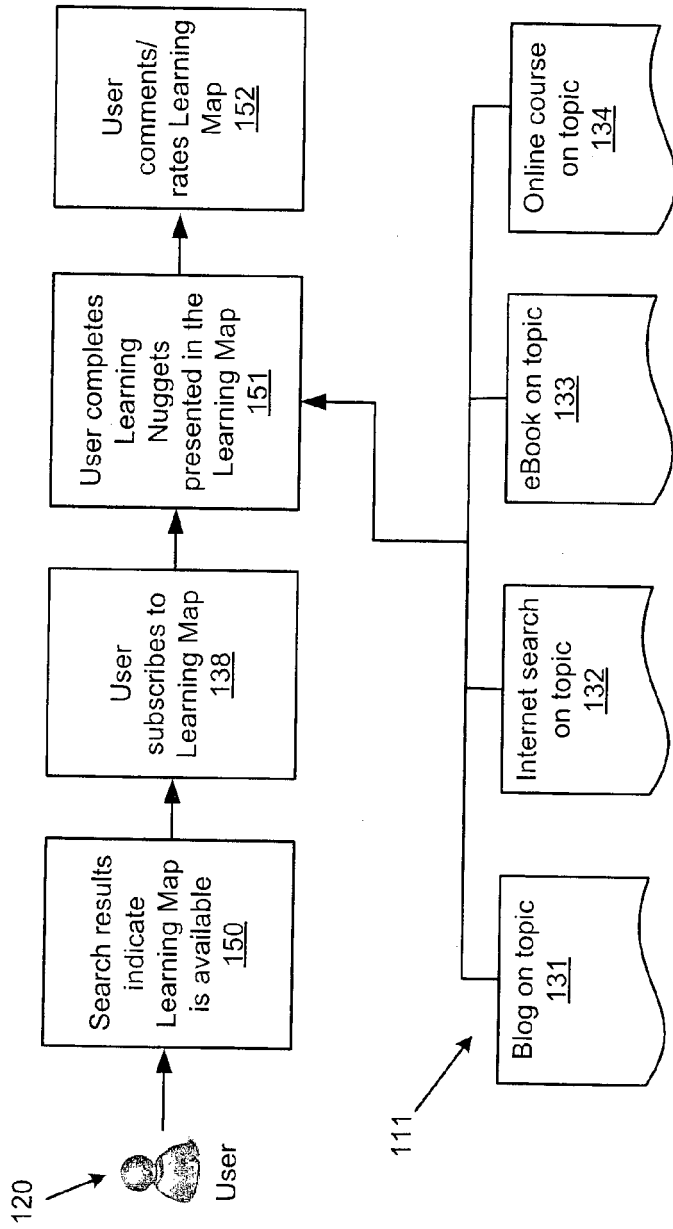 120
User
Search results
indicate
Learning Map
is available
150
User
subscribes to
Learning Map
138
User completes
Learning
Nuggets
presented in the
Learning Map
151
User
comments/
rates Learning
Map
152
111
Blog on topic
131
Internet search
on topic
132
eBook on topic
133
Online course
on topic
134